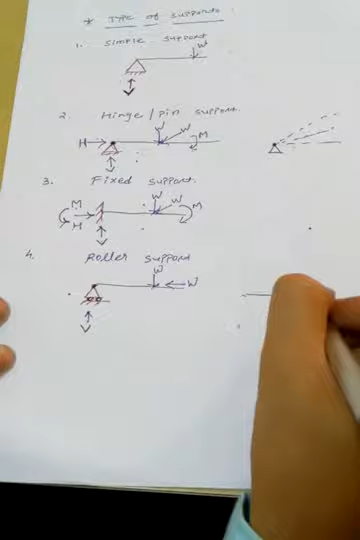 * TYPE of SUPPORTS
1. SIMPLE SUPPORT
W
V
2. Hinge/pin support.
H W W M
V
3. Fixed support.
M W W M
H
V
4. Roller support
W W
V